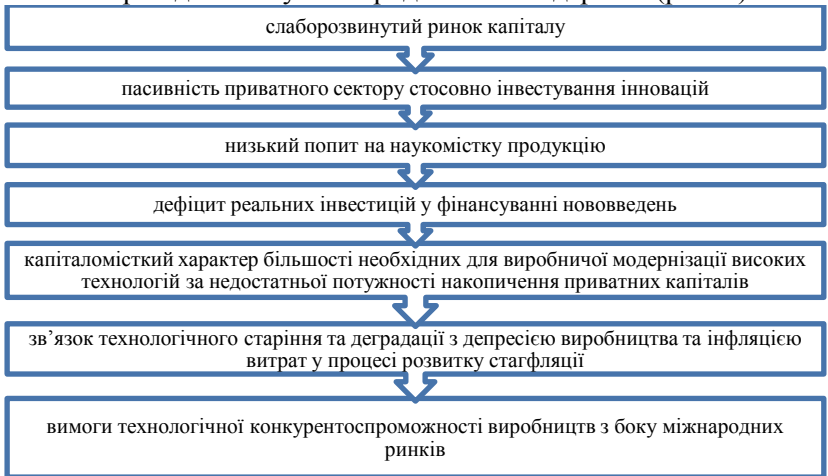 слаборозвинутий ринок капіталу
пасивність приватного сектору стосовно інвестування інновацій
низький попит на наукомістку продукцію
дефіцит реальних інвестицій у фінансуванні нововведень
капіталомісткий характер більшості необхідних для виробничої модернізації високих
технологій за недостатньої потужності накопичення приватних капіталів
зв’язок технологічного старіння та деградації з депресією виробництва та інфляцією
витрат у процесі розвитку стагфляції
вимоги технологічної конкурентоспроможності виробництв з боку міжнародних
ринків